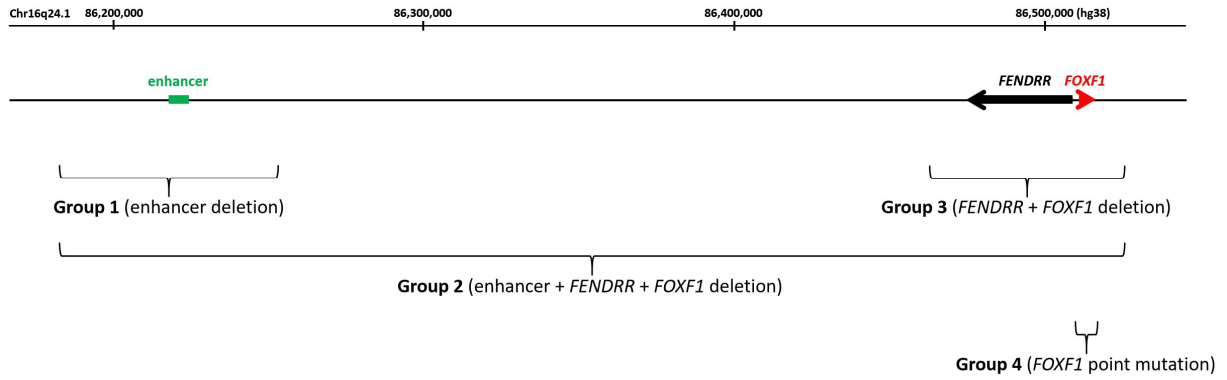 Chr16q24.1 86,200,000 86,300,000 86,400,000 86,500,000 (hg38)
enhancer FENDRR FOXF1
Group 1 (enhancer deletion) Group 3 (FENDRR + FOXF1 deletion)
Group 2 (enhancer + FENDRR + FOXF1 deletion)
Group 4 (FOXF1 point mutation)